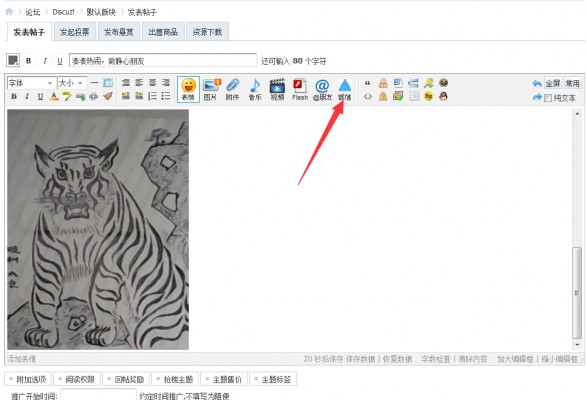 论坛 〉 Discuz! 〉 默认版块 〉 发表帖子
发表帖子 发起投票 发布悬赏 出售商品 资源下载
B I U 凑凑热闹,做静心朋友 还可输入 80 个字符
字体 大小
B I U A
表情 图片 1 附件 音乐 视频 Flash @朋友
全屏 常用
纯文本
添加表情 20 秒后保存 保存数据 | 恢复数据 字数检查 | 清除内容 加大编辑框 | 缩小编辑框
附加选项 阅读权限 回帖奖励 抢楼主题 主题售价 主题标签
推广开始时间: 约定时间推广,不填写为随便